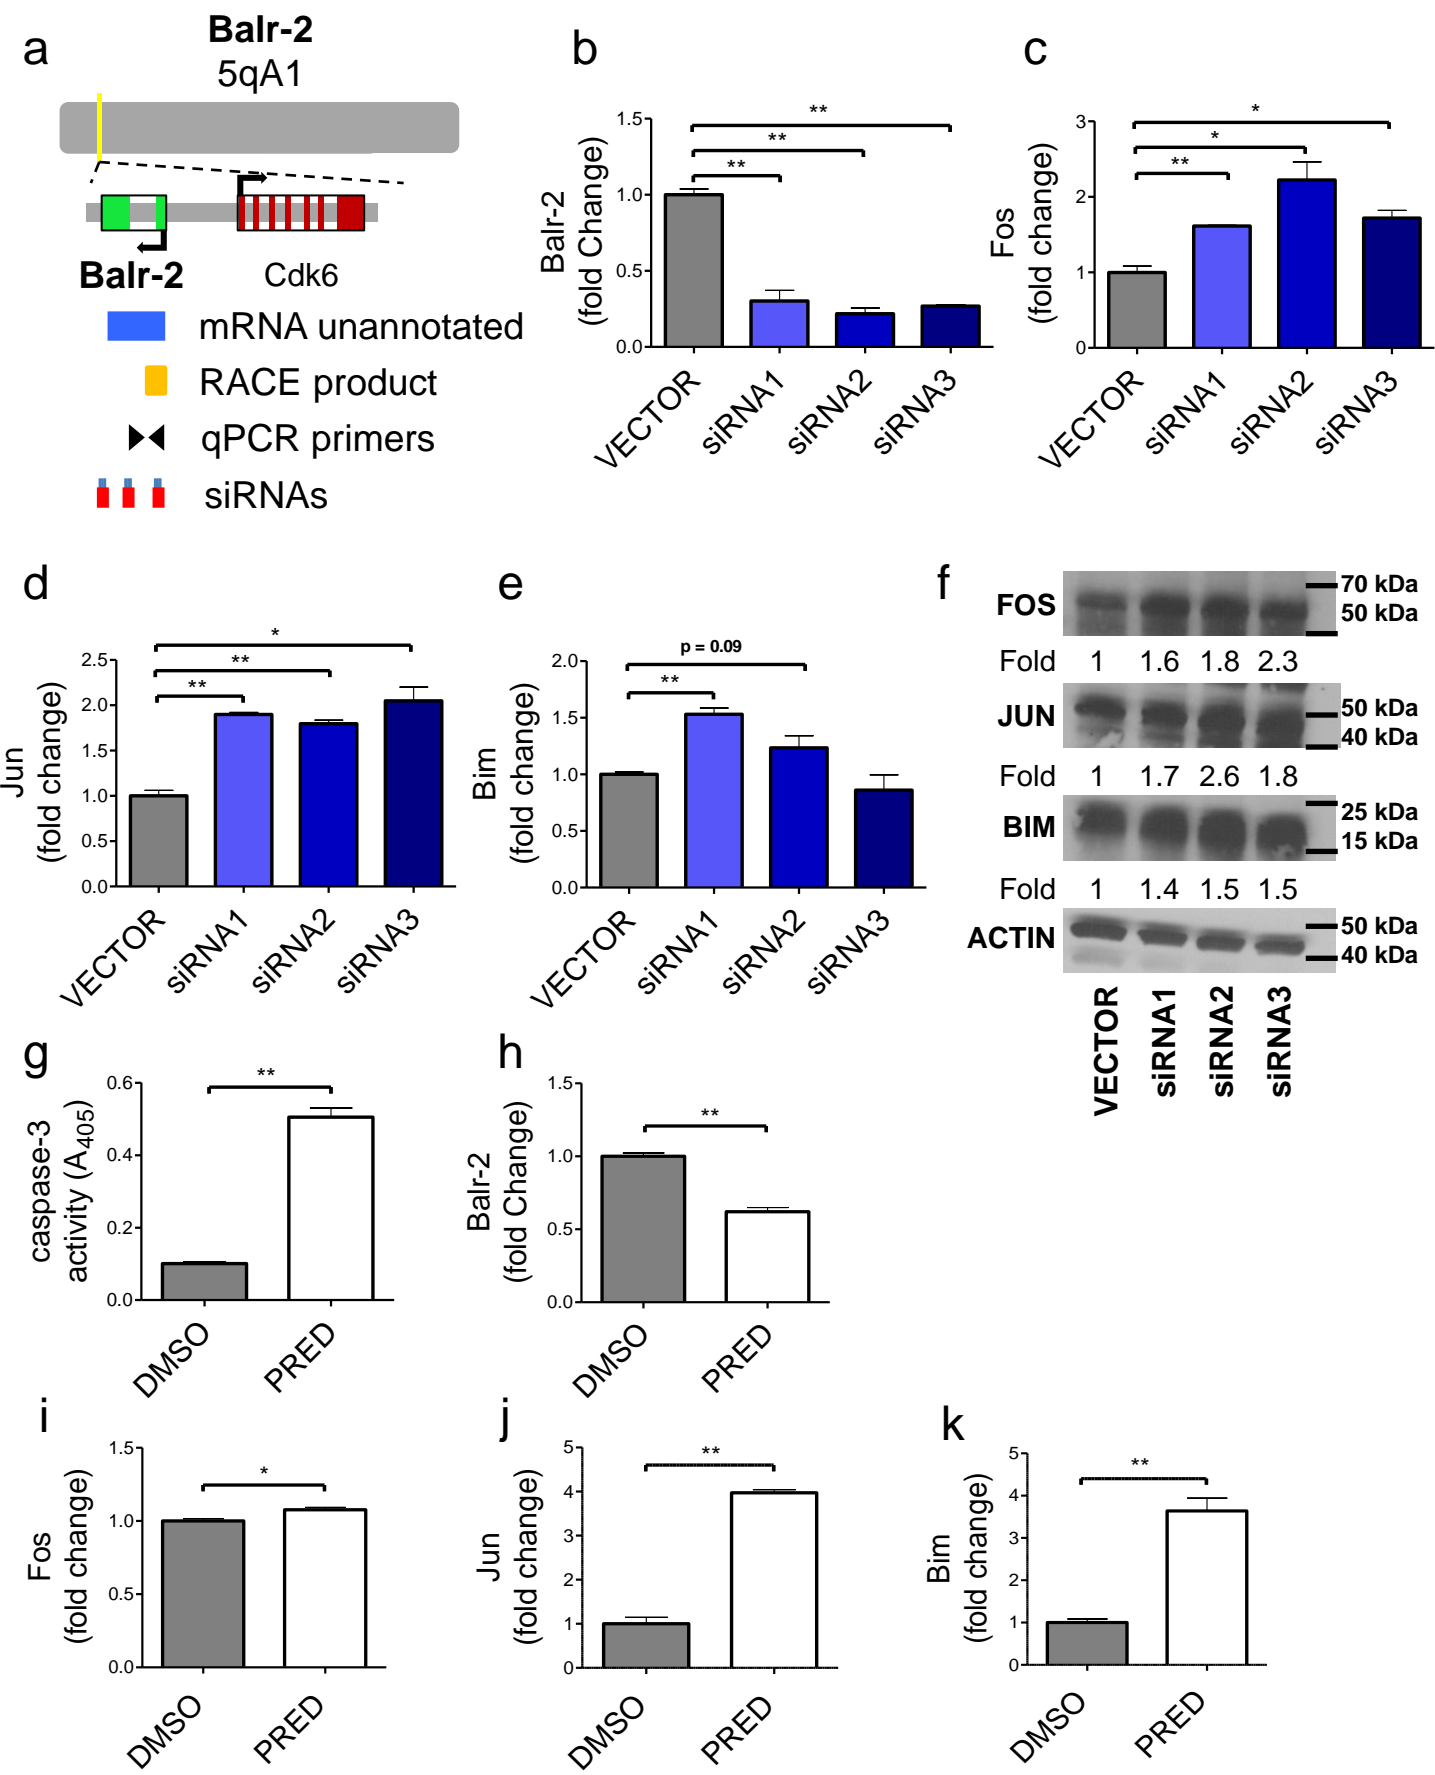 a
Balr-2
5qA1
Balr-2
Cdk6
mRNA unannotated
RACE product
qPCR primers
siRNAs
b
Balr-2
(fold Change)
1.5
1.0
0.5
0.0
**
**
**
VECTOR
siRNA1
siRNA2
siRNA3
c
Fos
(fold change)
3
2
1
0
*
*
**
VECTOR
siRNA1
siRNA2
siRNA3
d
Jun
(fold change)
2.5
2.0
1.5
1.0
0.5
0.0
*
**
**
VECTOR
siRNA1
siRNA2
siRNA3
e
Bim
(fold change)
2.0
1.5
1.0
0.5
0.0
p = 0.09
**
VECTOR
siRNA1
siRNA2
siRNA3
f
FOS
70 kDa
50 kDa
Fold 1 1.6 1.8 2.3
JUN
50 kDa
40 kDa
Fold 1 1.7 2.6 1.8
BIM
25 kDa
15 kDa
Fold 1 1.4 1.5 1.5
ACTIN
50 kDa
40 kDa
VECTOR
siRNA1
siRNA2
siRNA3
g
caspase-3
activity (A405)
0.6
0.4
0.2
0.0
**
DMSO
PRED
h
Balr-2
(fold Change)
1.5
1.0
0.5
0.0
**
DMSO
PRED
i
Fos
(fold change)
1.5
1.0
0.5
0.0
*
DMSO
PRED
j
Jun
(fold change)
5
4
3
2
1
0
**
DMSO
PRED
k
Bim
(fold change)
5
4
3
2
1
0
**
DMSO
PRED